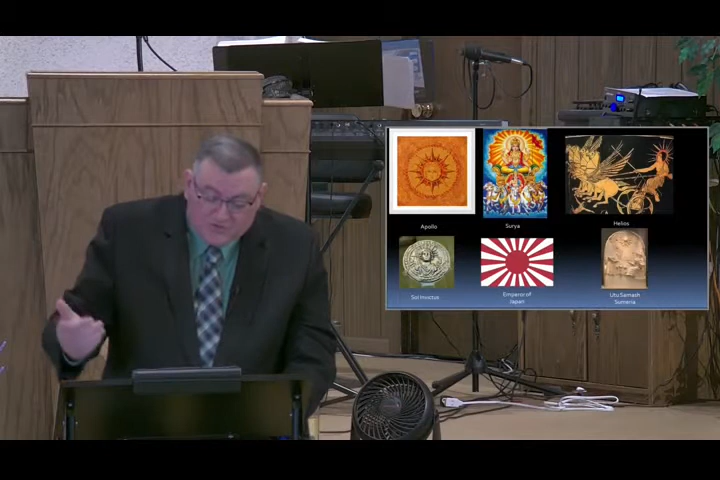 Apollo
Surya
Helios
Sol Invictus
Emperor of
Japan
Utu Samash
Sumeria